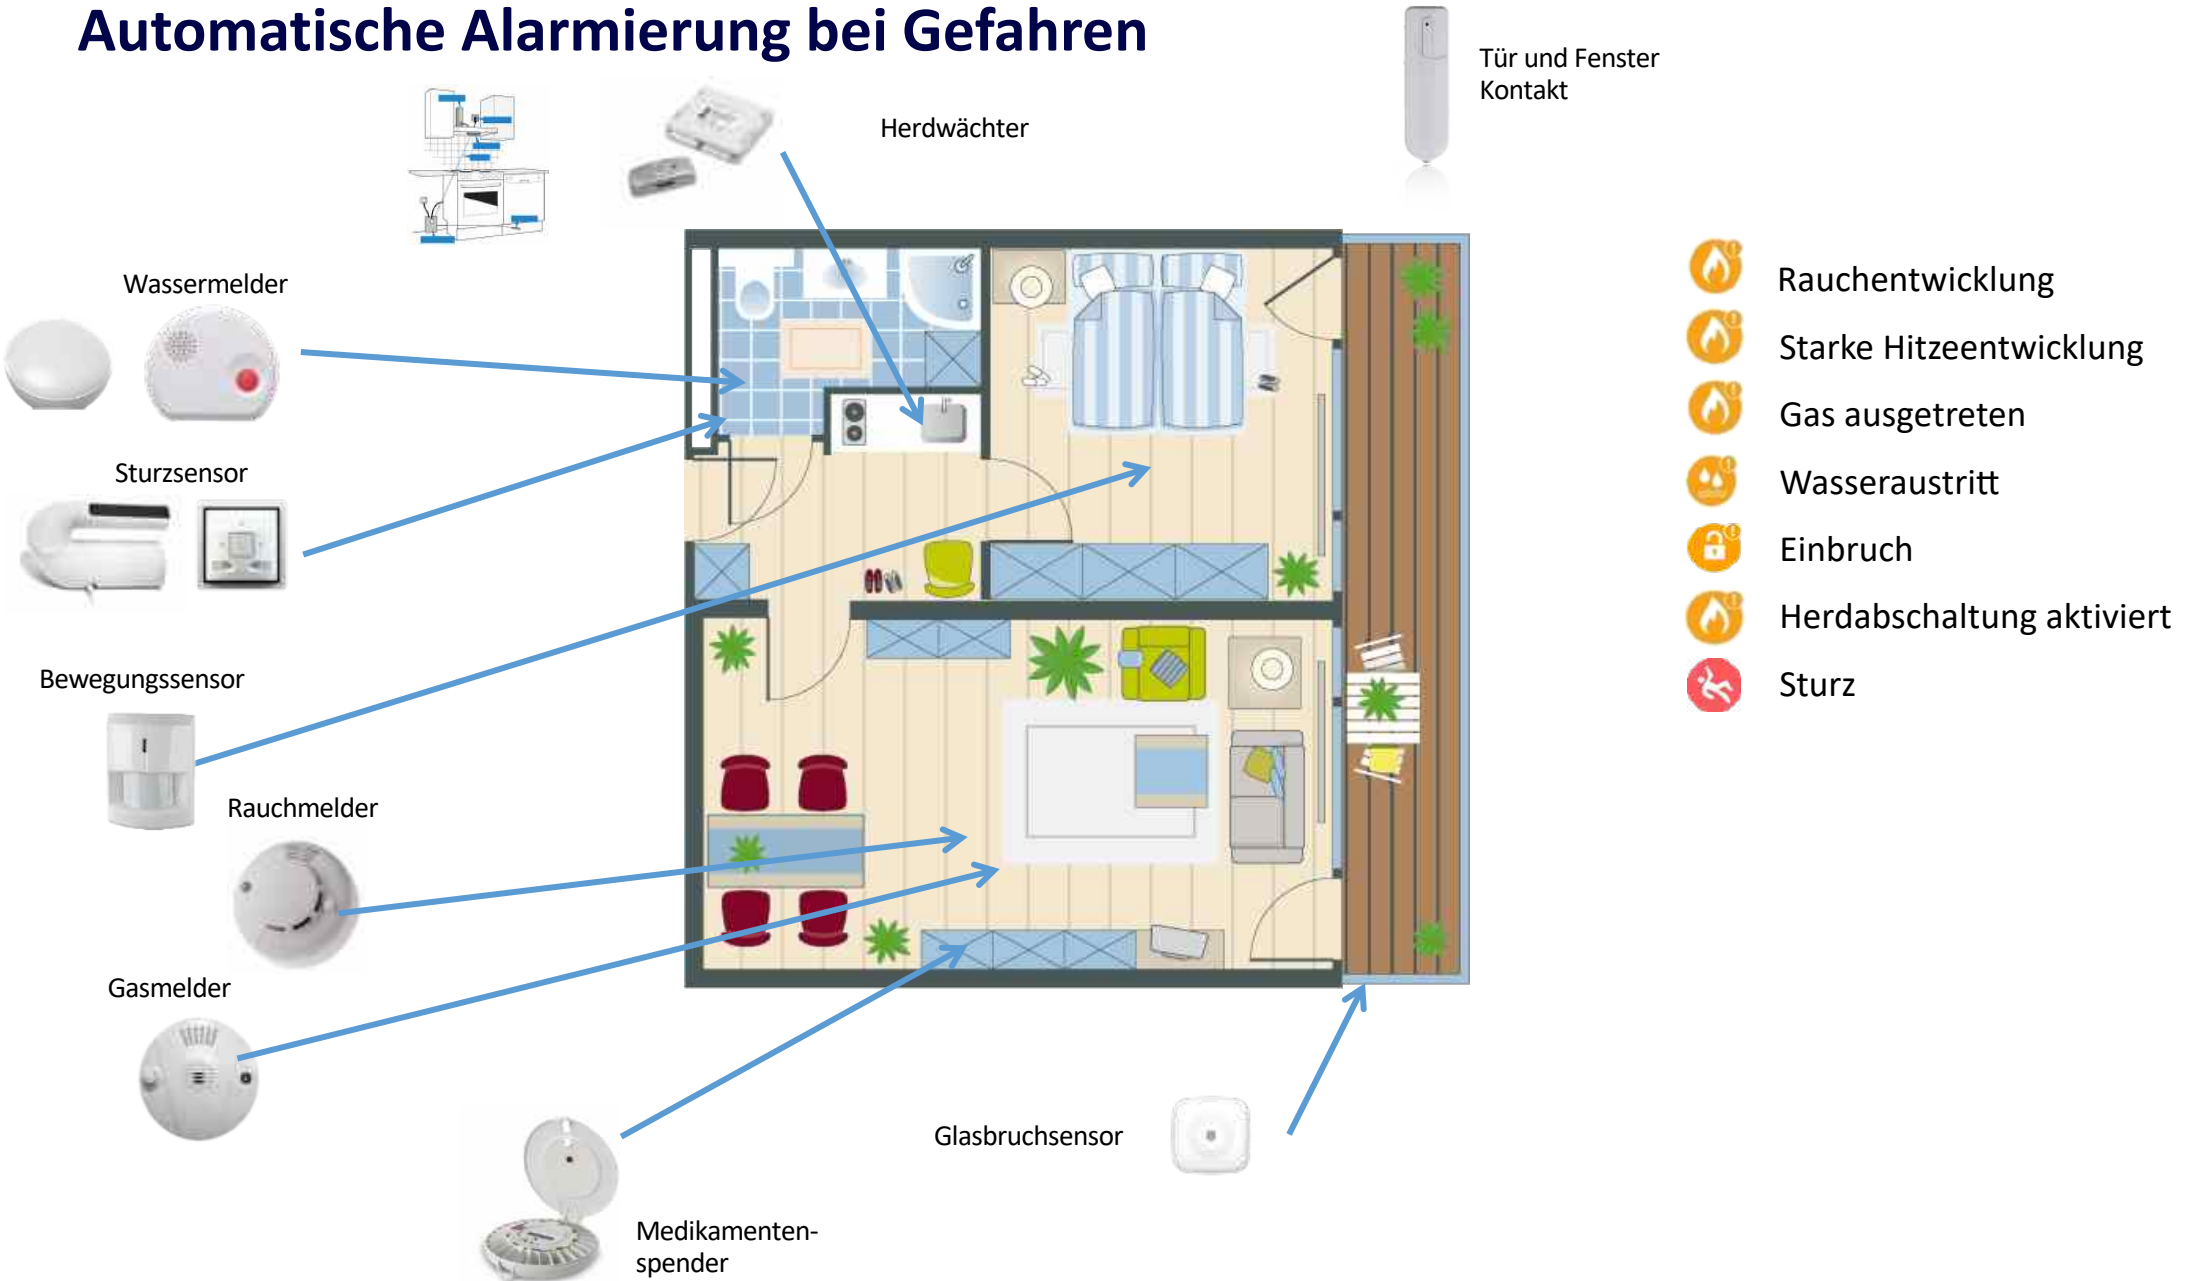 Automatische Alarmierung bei Gefahren
Tür und Fenster
Kontakt
Herdwächter
Wassermelder
Sturzsensor
Bewegungssensor
Rauchmelder
Gasmelder
Medikamenten-
spender
Glasbruchsensor
Rauchentwicklung
Starke Hitzeentwicklung
Gas ausgetreten
Wasseraustritt
Einbruch
Herdabschaltung aktiviert
Sturz